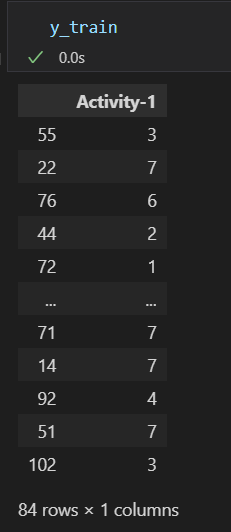 y_train
0.0s
Activity-1
55 3
22 7
76 6
44 2
72 1
... ...
71 7
14 7
92 4
51 7
102 3
84 rows × 1 columns